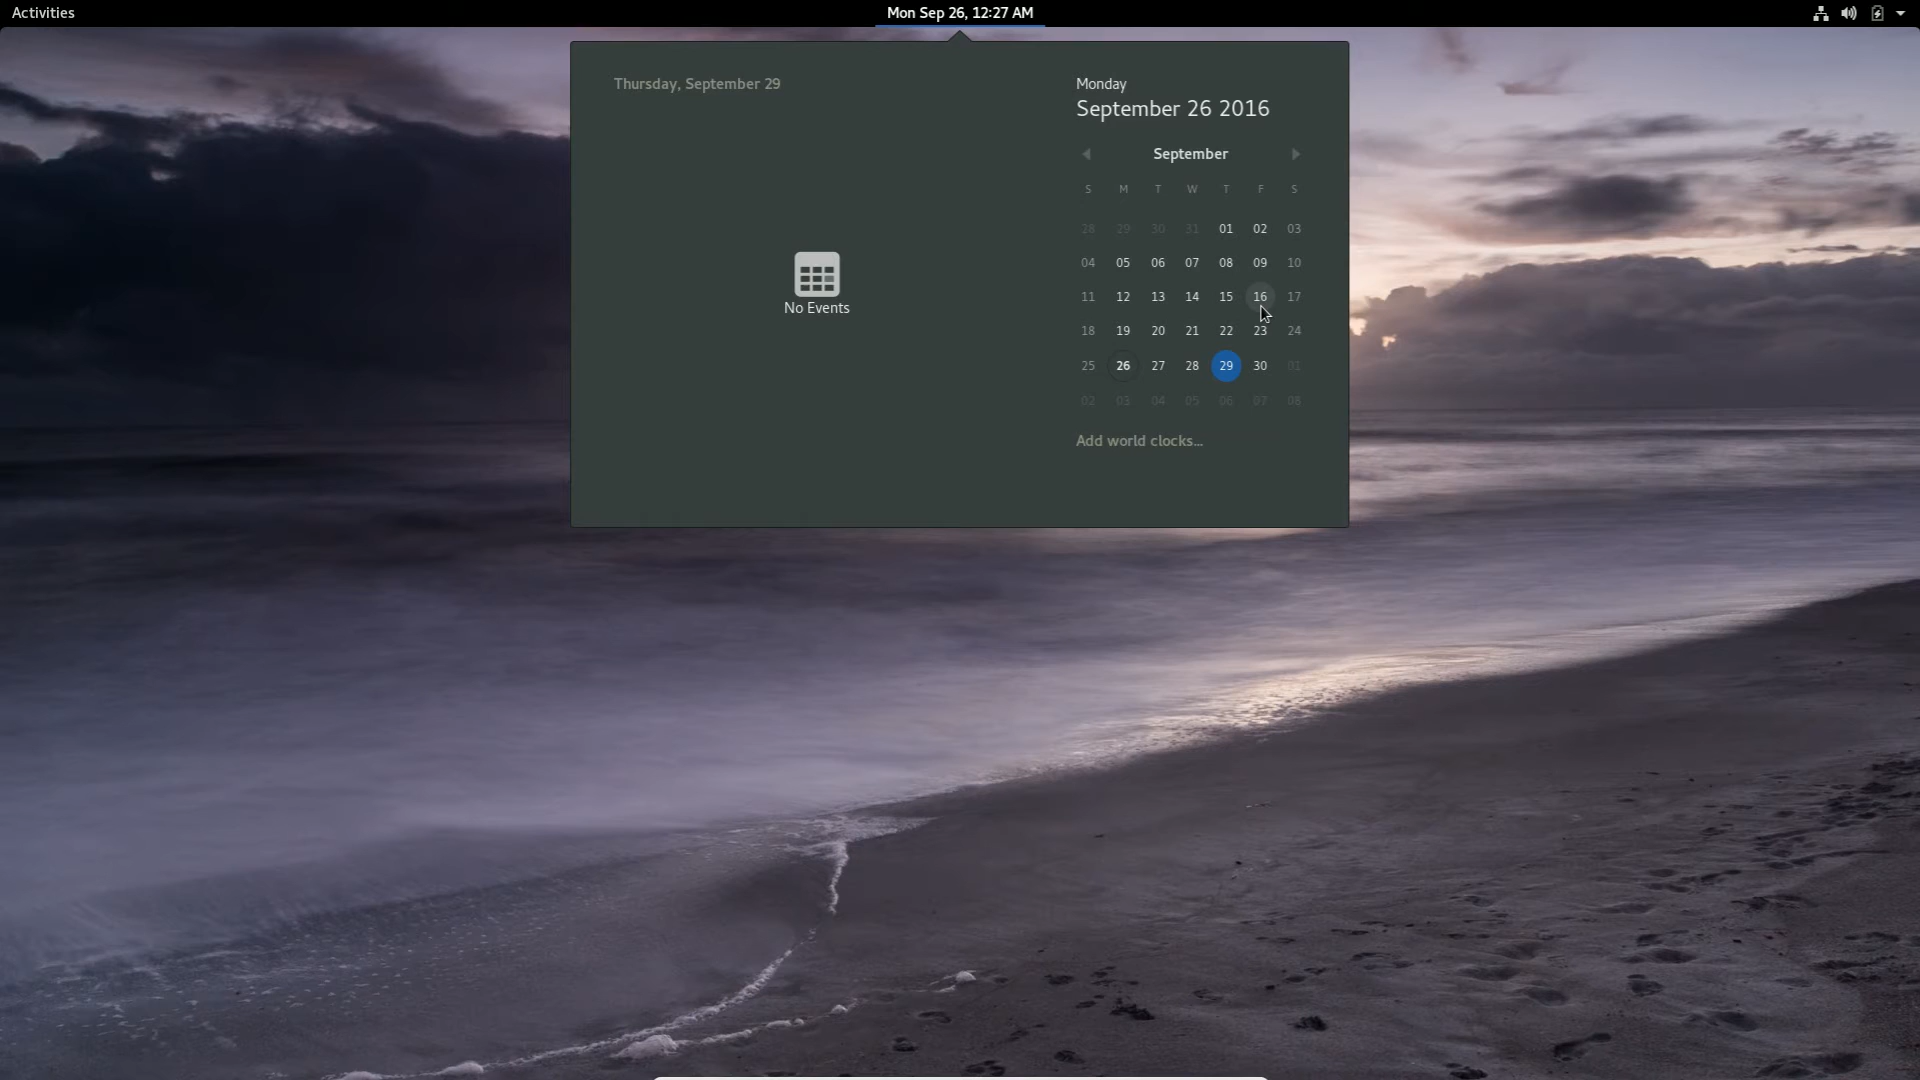 Activities
Mon Sep 26, 12:27 AM
Thursday, September 29
No Events
Monday
September 26 2016
September
S M T W T F S
28 29 30 31 01 02 03
04 05 06 07 08 09 10
11 12 13 14 15 16 17
18 19 20 21 22 23 24
25 26 27 28 29 30 01
02 03 04 05 06 07 08
Add world clocks...